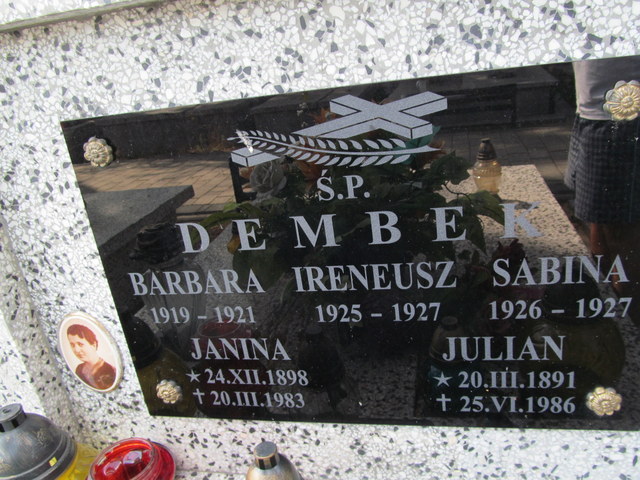 Ś.P.
DEMBEK
BARBARA IRENEUSZ SABINA
1919 - 1921 1925 - 1927 1926 - 1927
JANINA JULIAN
★ 24.XII.1898 ★ 20.III.1891
✝ 20.III.1983 ✝ 25.VI.1986